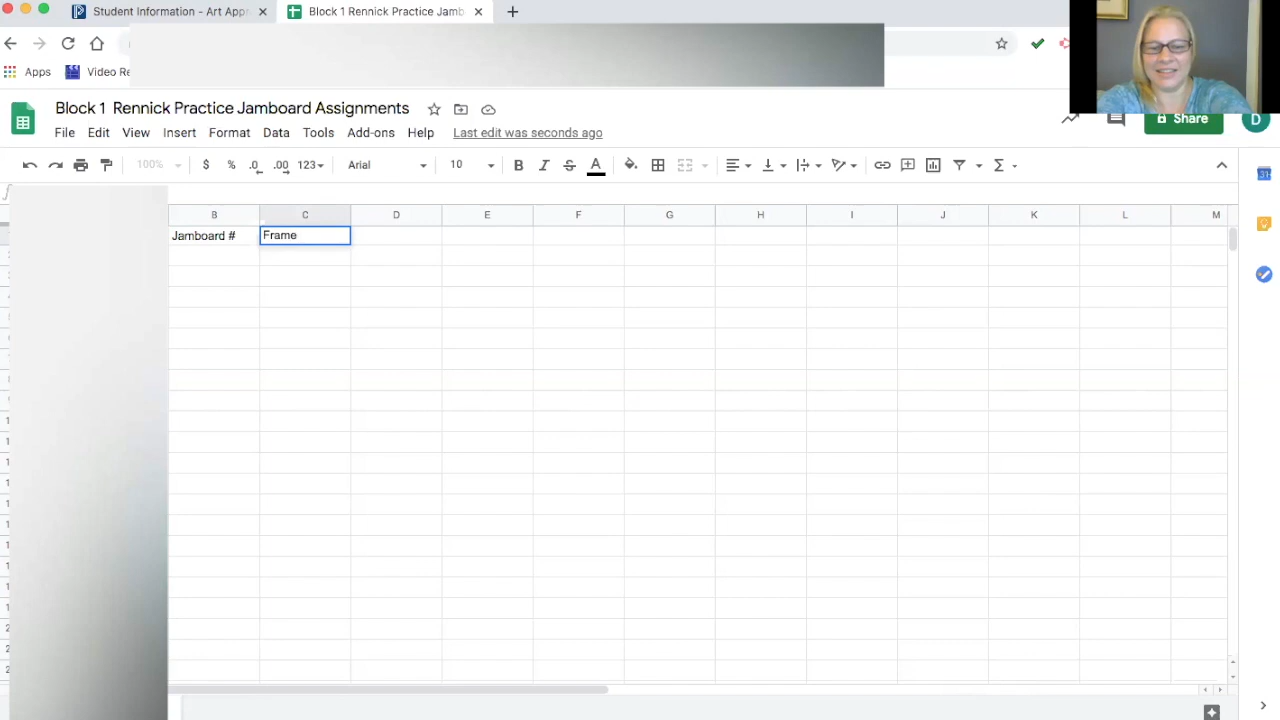 Student Information - Art Appr
Block 1 Rennick Practice Jamb
Apps
Video Re
Block 1 Rennick Practice Jamboard Assignments
File Edit View Insert Format Data Tools Add-ons Help Last edit was seconds ago
Share
D
100% $ % .0 .00 123 Arial 10 B I S A
31
B C D E F G H I J K L M
Jamboard # Frame